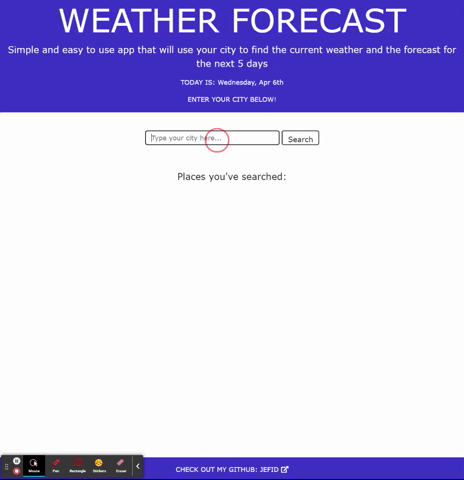 WEATHER FORECAST
Simple and easy to use app that will use your city to find the current weather and the forecast for
the next 5 days
TODAY IS: Wednesday, Apr 6th
ENTER YOUR CITY BELOW!
Type your city here...
Search
Places you've searched:
Mouse Pen Rectangle Stickers Eraser
CHECK OUT MY GITHUB: JEFID